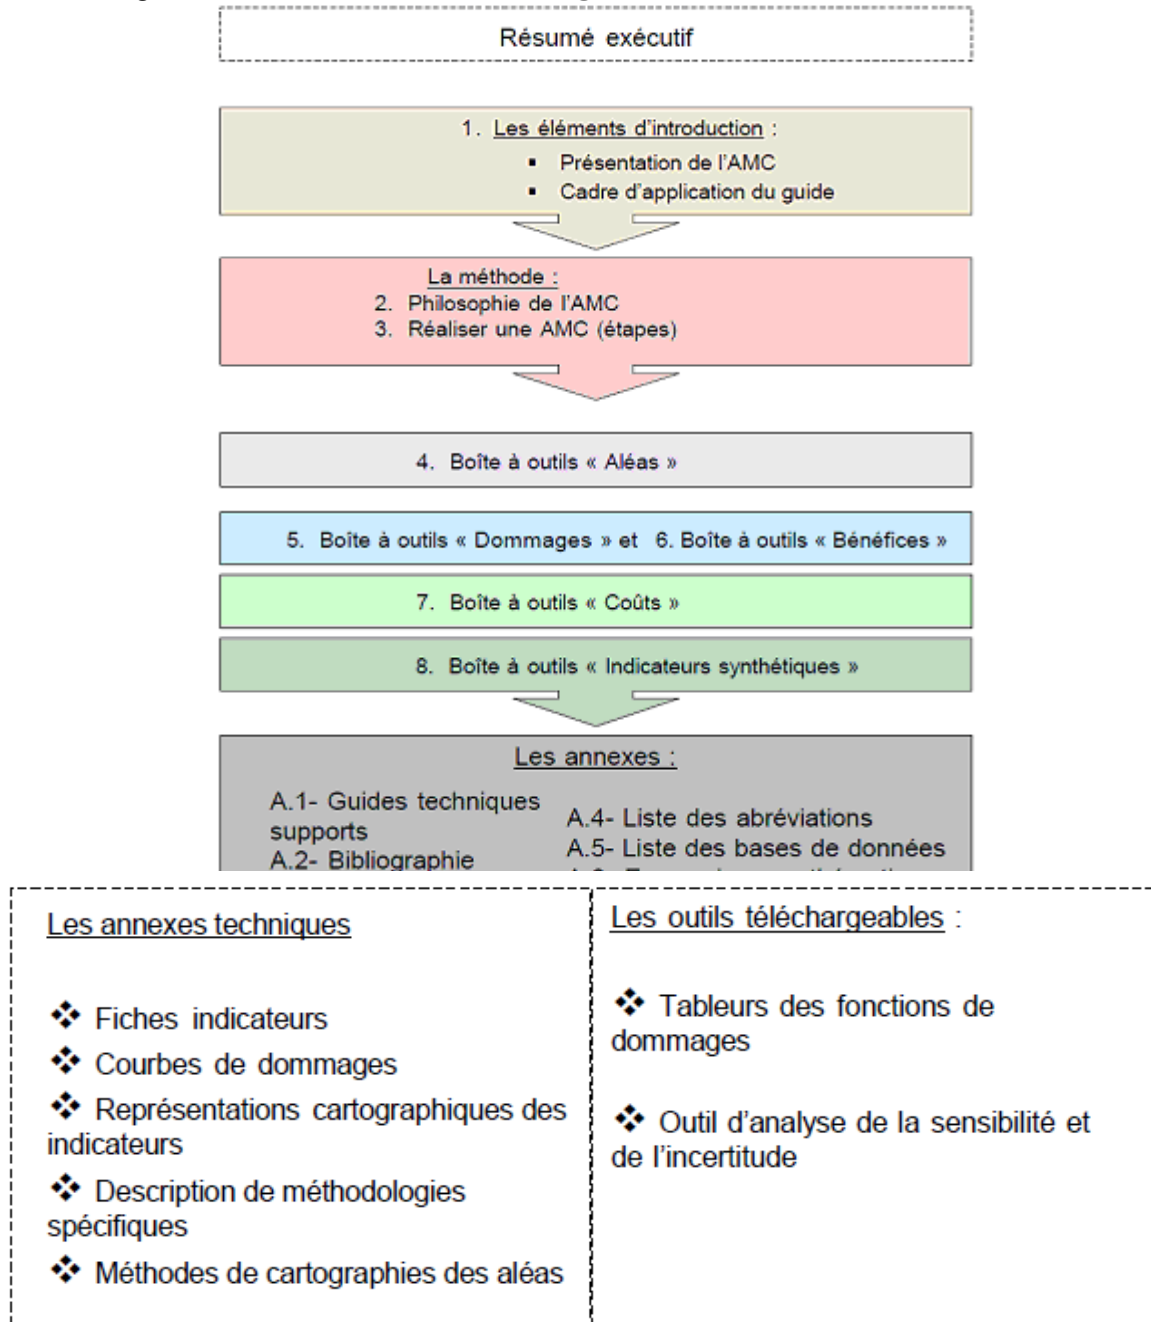 Résumé exécutif
1. Les éléments d'introduction :
▪ Présentation de l'AMC
▪ Cadre d'application du guide
La méthode :
2. Philosophie de l'AMC
3. Réaliser une AMC (étapes)
4. Boîte à outils « Aléas »
5. Boîte à outils « Dommages » et 6. Boîte à outils « Bénéfices »
7. Boîte à outils « Coûts »
8. Boîte à outils « Indicateurs synthétiques »
Les annexes :
A.1- Guides techniques
supports
A.2- Bibliographie
A.4- Liste des abréviations
A.5- Liste des bases de données
Les annexes techniques
❖ Fiches indicateurs
❖ Courbes de dommages
❖ Représentations cartographiques des
indicateurs
❖ Description de méthodologies
spécifiques
❖ Méthodes de cartographies des aléas
Les outils téléchargeables :
❖ Tableurs des fonctions de
dommages
❖ Outil d'analyse de la sensibilité et
de l'incertitude